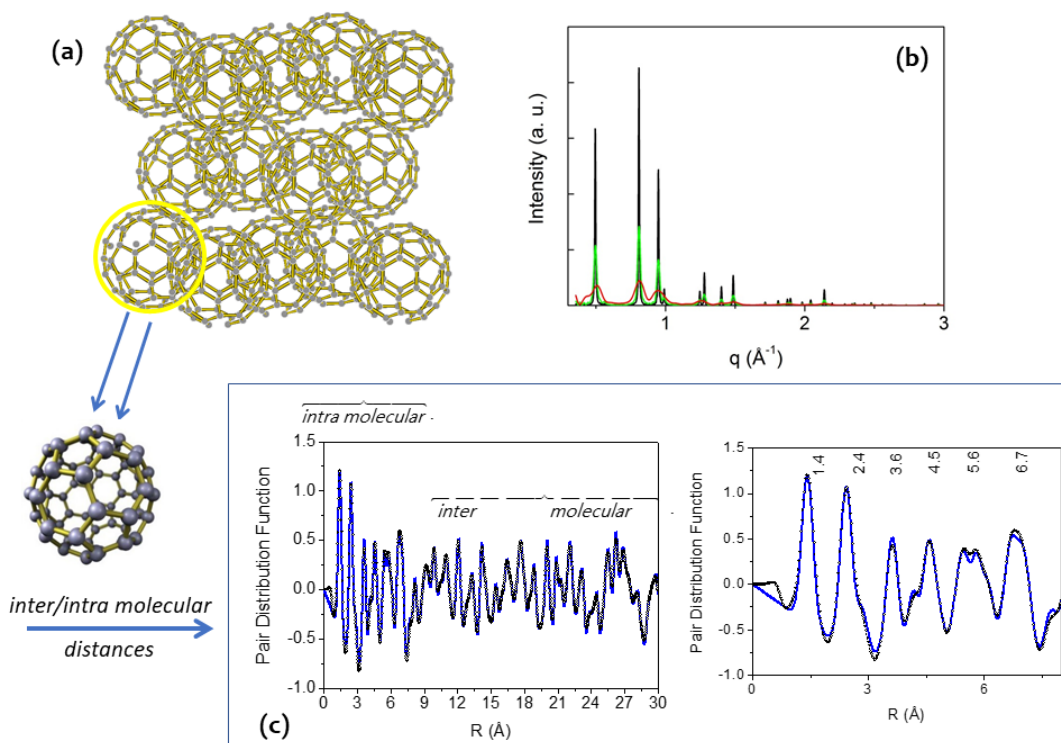 (a)
(b)
Intensity (a. u.)
1
2
3
q (Å⁻¹)
inter/intra molecular
distances
intra molecular
inter molecular
Pair Distribution Function
1.5
1.0
0.5
0.0
-0.5
-1.0
0 3 6 9 12 15 18 21 24 27 30
R (Å)
(c)
1.4 2.4 3.6 4.5 5.6 6.7
Pair Distribution Function
1.5
1.0
0.5
0.0
-0.5
-1.0
0 3 6
R (Å)